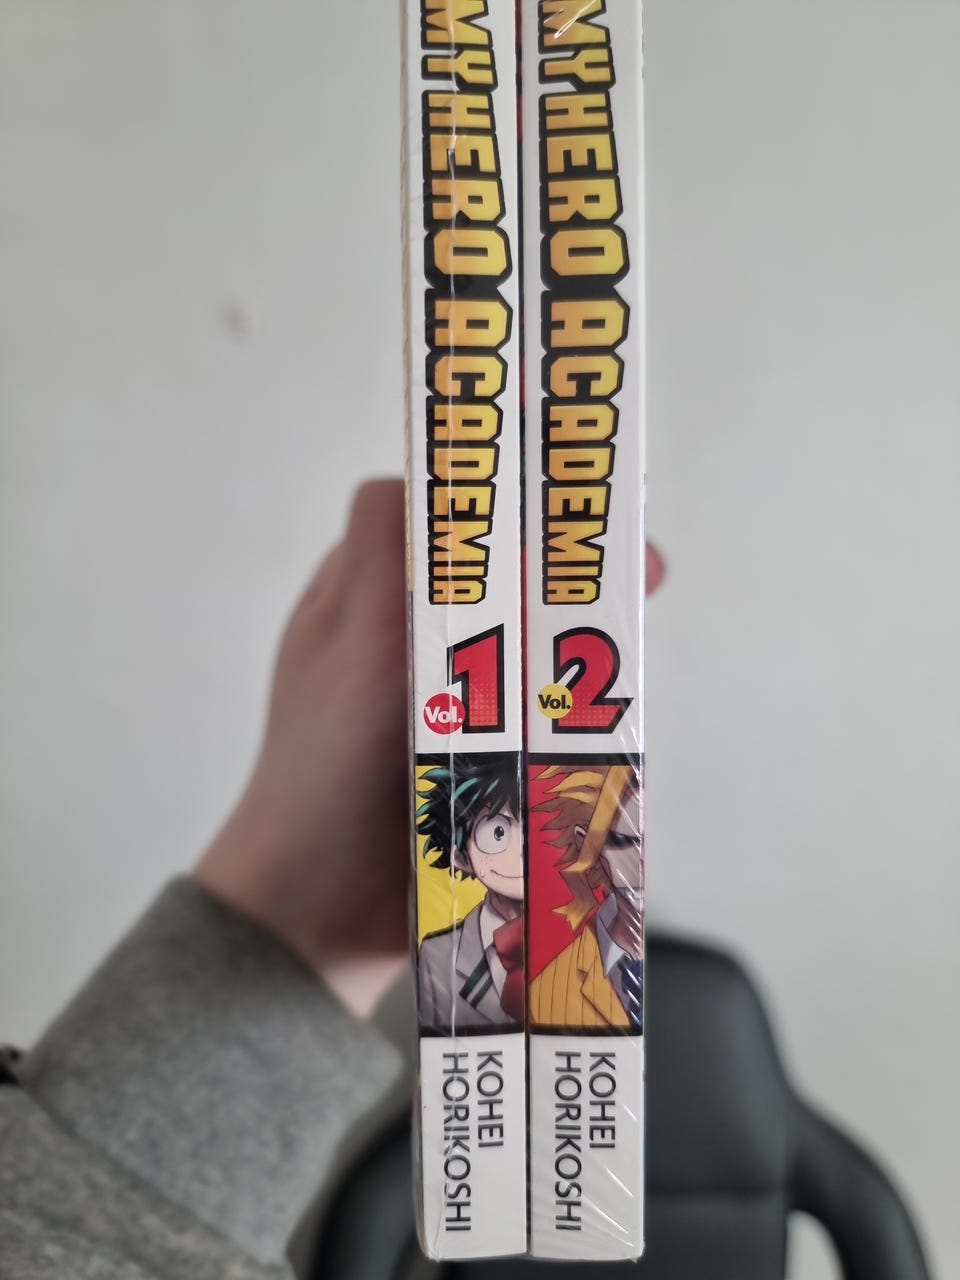 MY HERO ACADEMIA
Vol. 1
KOHEI
HORIKOSHI
MY HERO ACADEMIA
Vol. 2
KOHEI
HORIKOSHI